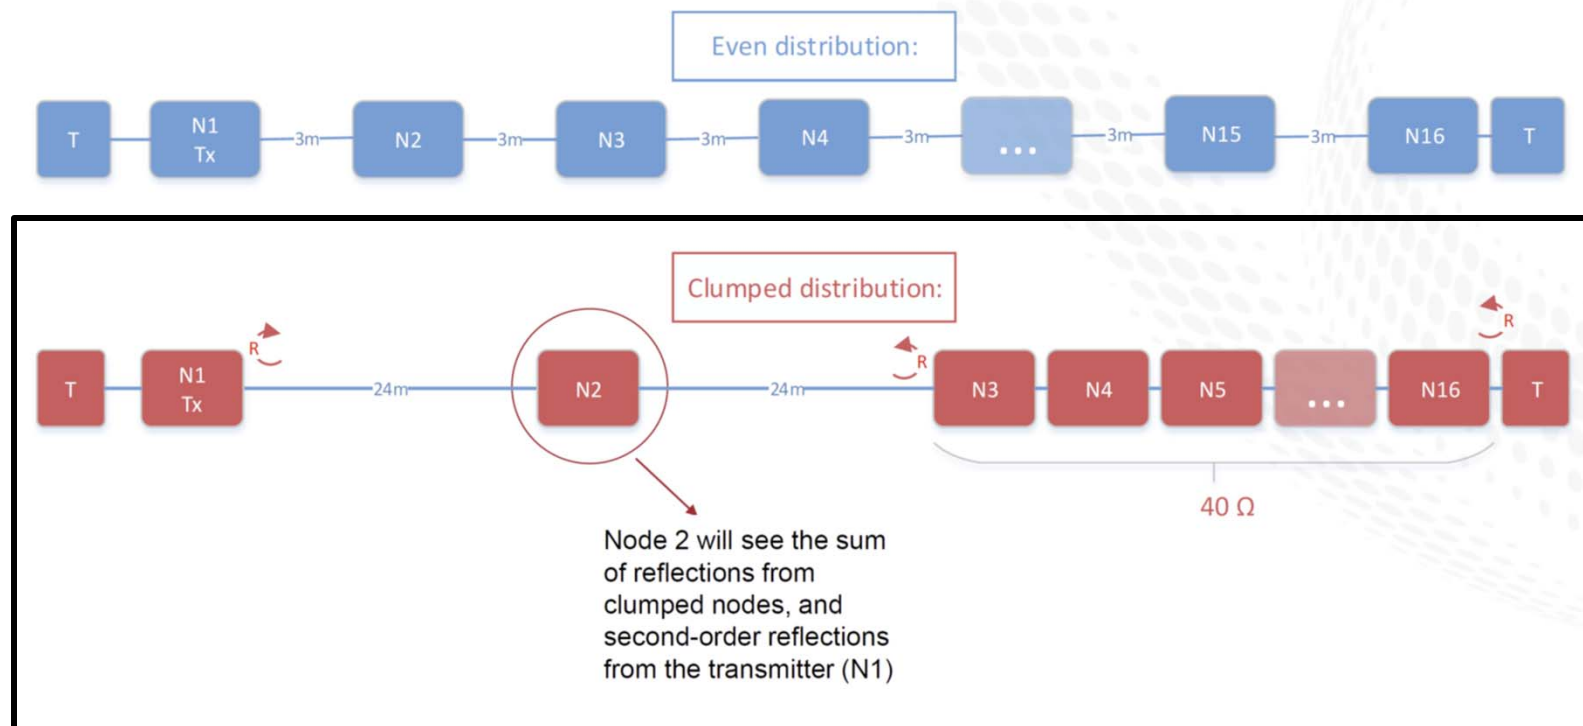 Even distribution:
T
N1
Tx
3m
N2
3m
N3
3m
N4
3m
...
3m
N15
3m
N16
T
Clumped distribution:
T
N1
Tx
R
24m
N2
24m
R
N3
N4
N5
...
N16
R
T
40 Ω
Node 2 will see the sum
of reflections from
clumped nodes, and
second-order reflections
from the transmitter (N1)